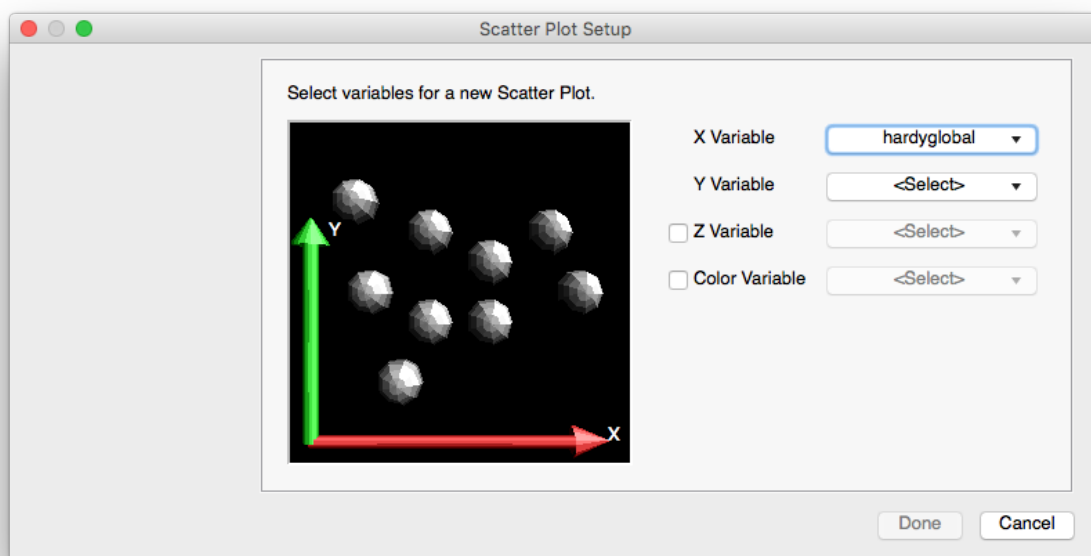 Scatter Plot Setup
Select variables for a new Scatter Plot.
Y
X
X Variable hardyglobal
Y Variable <Select>
Z Variable <Select>
Color Variable <Select>
Done Cancel